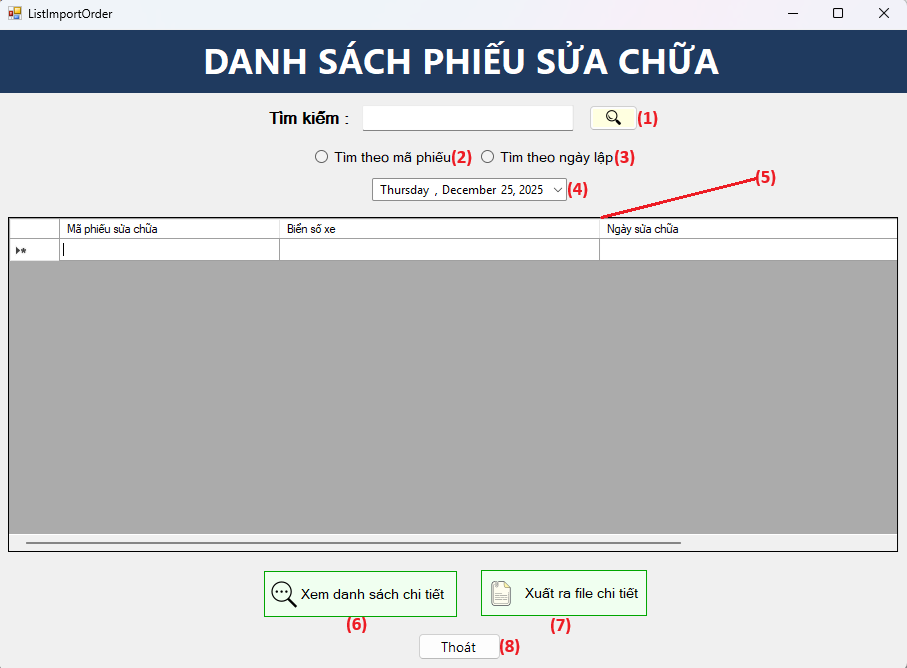 ListImportOrder
DANH SÁCH PHIẾU SỬA CHỮA
Tìm kiếm :
(1)
Tìm theo mã phiếu(2) Tìm theo ngày lập(3)
Thursday , December 25, 2025 (4)
(5)
Mã phiếu sửa chữa Biển số xe Ngày sửa chữa
Xem danh sách chi tiết Xuất ra file chi tiết
(6) (7)
Thoát (8)